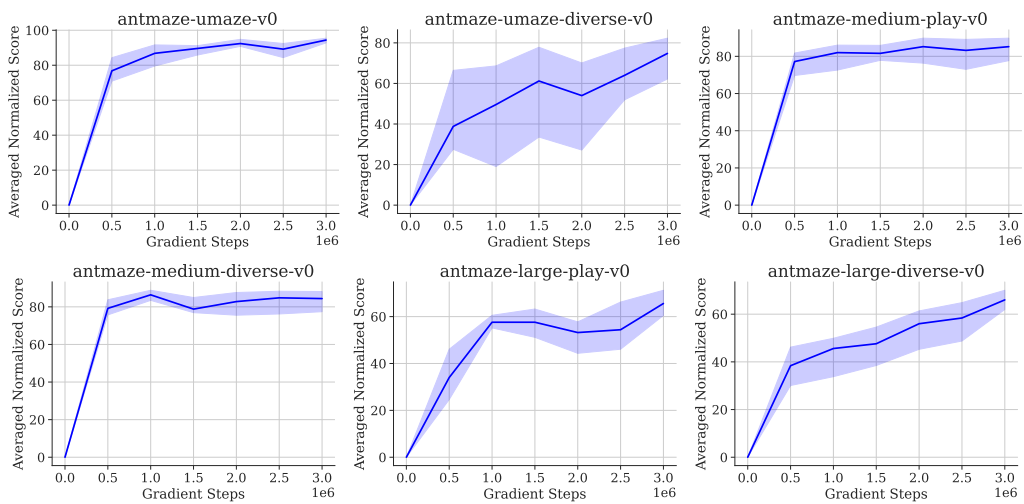 antmaze-umaze-v0
Averaged Normalized Score
100
80
60
40
20
0
0.0 0.5 1.0 1.5 2.0 2.5 3.0
Gradient Steps
1e6
antmaze-umaze-diverse-v0
Averaged Normalized Score
80
60
40
20
0
0.0 0.5 1.0 1.5 2.0 2.5 3.0
Gradient Steps
1e6
antmaze-medium-play-v0
Averaged Normalized Score
80
60
40
20
0
0.0 0.5 1.0 1.5 2.0 2.5 3.0
Gradient Steps
1e6
antmaze-medium-diverse-v0
Averaged Normalized Score
80
60
40
20
0
0.0 0.5 1.0 1.5 2.0 2.5 3.0
Gradient Steps
1e6
antmaze-large-play-v0
Averaged Normalized Score
60
40
20
0
0.0 0.5 1.0 1.5 2.0 2.5 3.0
Gradient Steps
1e6
antmaze-large-diverse-v0
Averaged Normalized Score
60
40
20
0
0.0 0.5 1.0 1.5 2.0 2.5 3.0
Gradient Steps
1e6